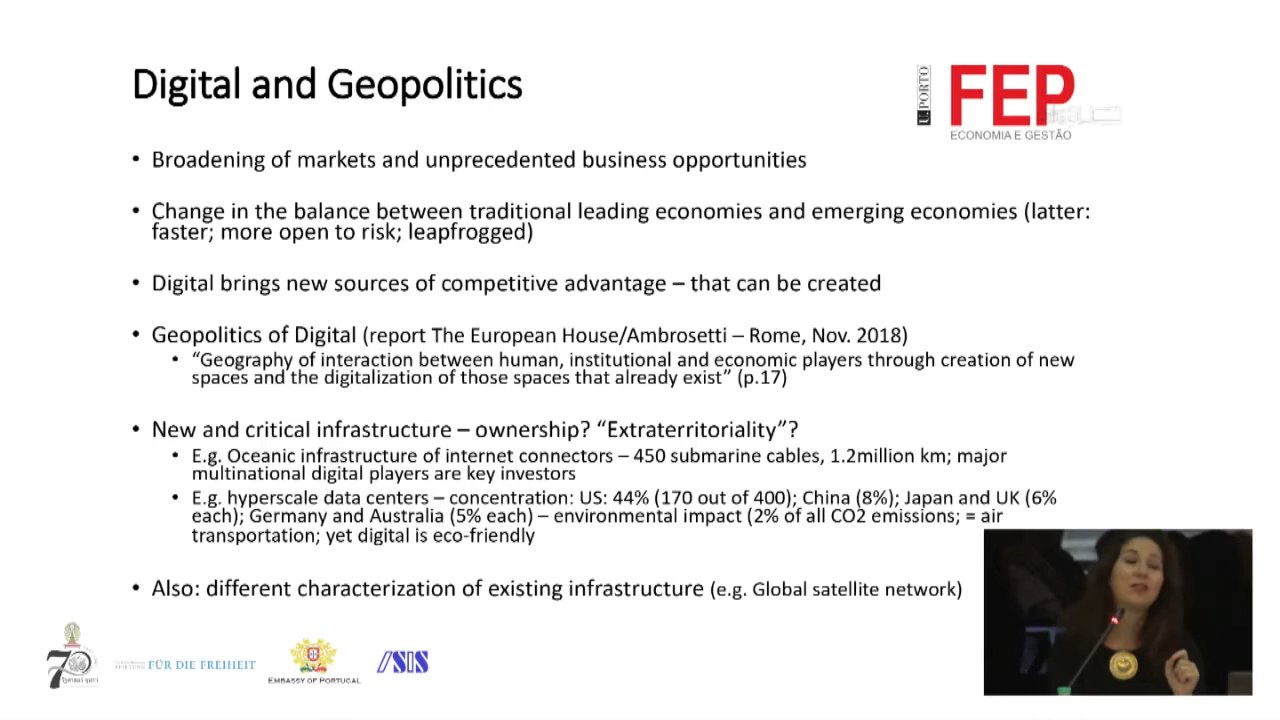 Digital and Geopolitics
U.PORTO
FEP
ECONOMIA E GESTÃO
• Broadening of markets and unprecedented business opportunities
• Change in the balance between traditional leading economies and emerging economies (latter:
faster; more open to risk; leapfrogged)
• Digital brings new sources of competitive advantage – that can be created
• Geopolitics of Digital (report The European House/Ambrosetti – Rome, Nov. 2018)
• “Geography of interaction between human, institutional and economic players through creation of new
spaces and the digitalization of those spaces that already exist” (p.17)
• New and critical infrastructure – ownership? “Extraterritoriality”?
• E.g. Oceanic infrastructure of internet connectors – 450 submarine cables, 1.2million km; major
multinational digital players are key investors
• E.g. hyperscale data centers – concentration: US: 44% (170 out of 400); China (8%); Japan and UK (6%
each); Germany and Australia (5% each) – environmental impact (2% of all CO2 emissions; = air
transportation; yet digital is eco-friendly
• Also: different characterization of existing infrastructure (e.g. Global satellite network)
70
FÜR DIE FREIHEIT
EMBASSY OF PORTUGAL
ISIS